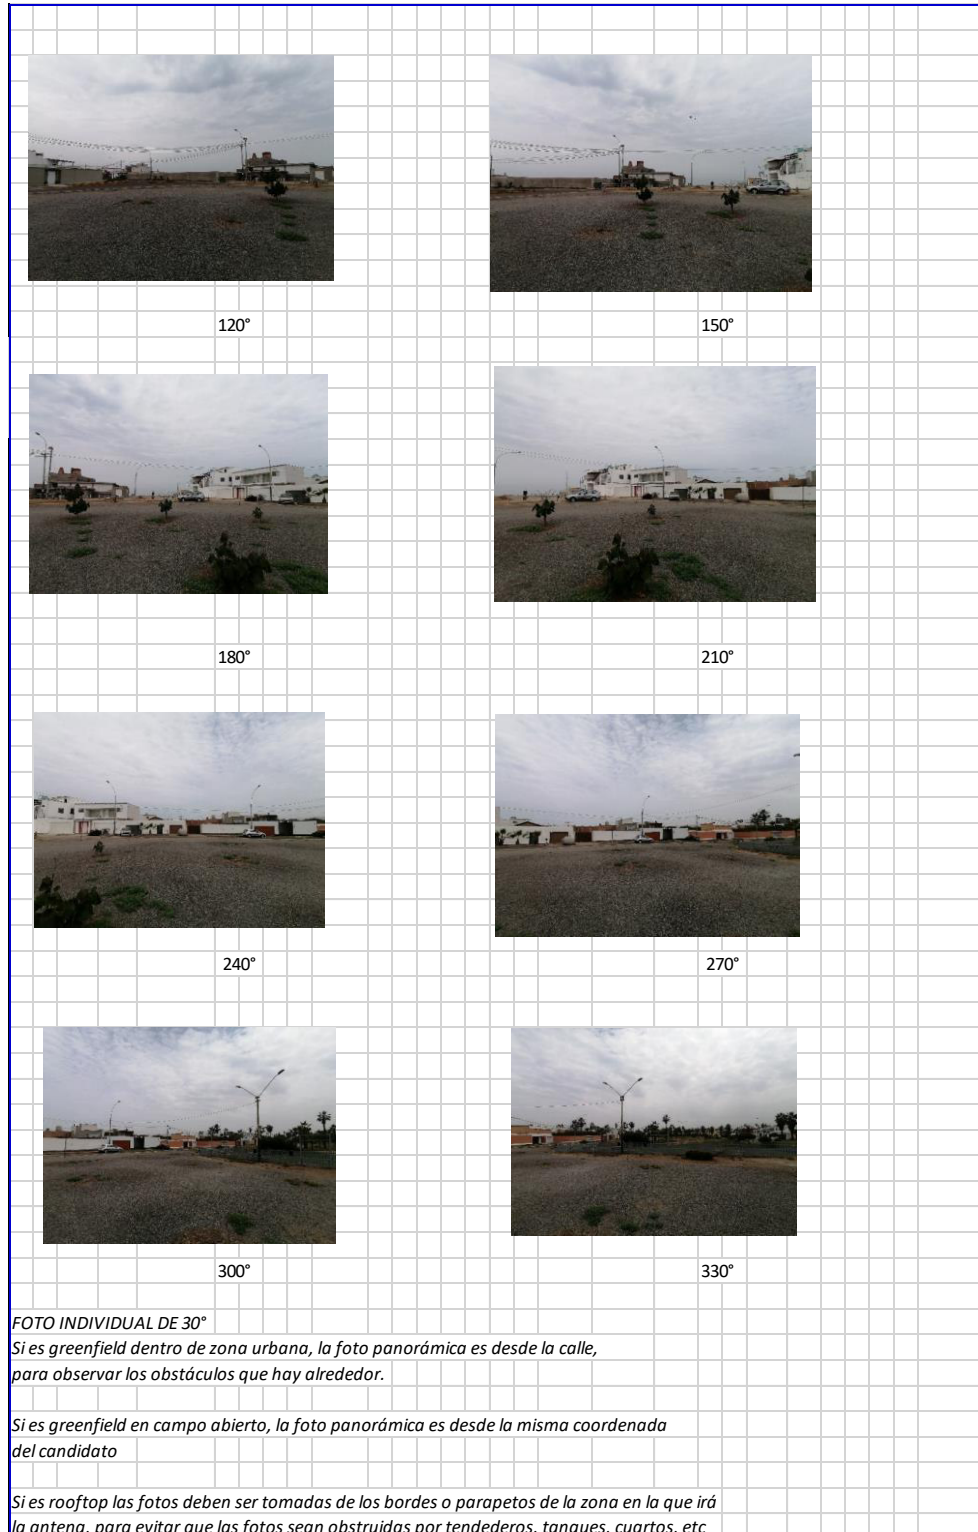 120°
150°
180°
210°
240°
270°
300°
330°
FOTO INDIVIDUAL DE 30°
Si es greenfield dentro de zona urbana, la foto panorámica es desde la calle,
para observar los obstáculos que hay alrededor.
Si es greenfield en campo abierto, la foto panorámica es desde la misma coordenada
del candidato
Si es rooftop las fotos deben ser tomadas de los bordes o parapetos de la zona en la que irá
la antena, para evitar que las fotos sean obstruidas por tendederos, tanques, cuartos, etc